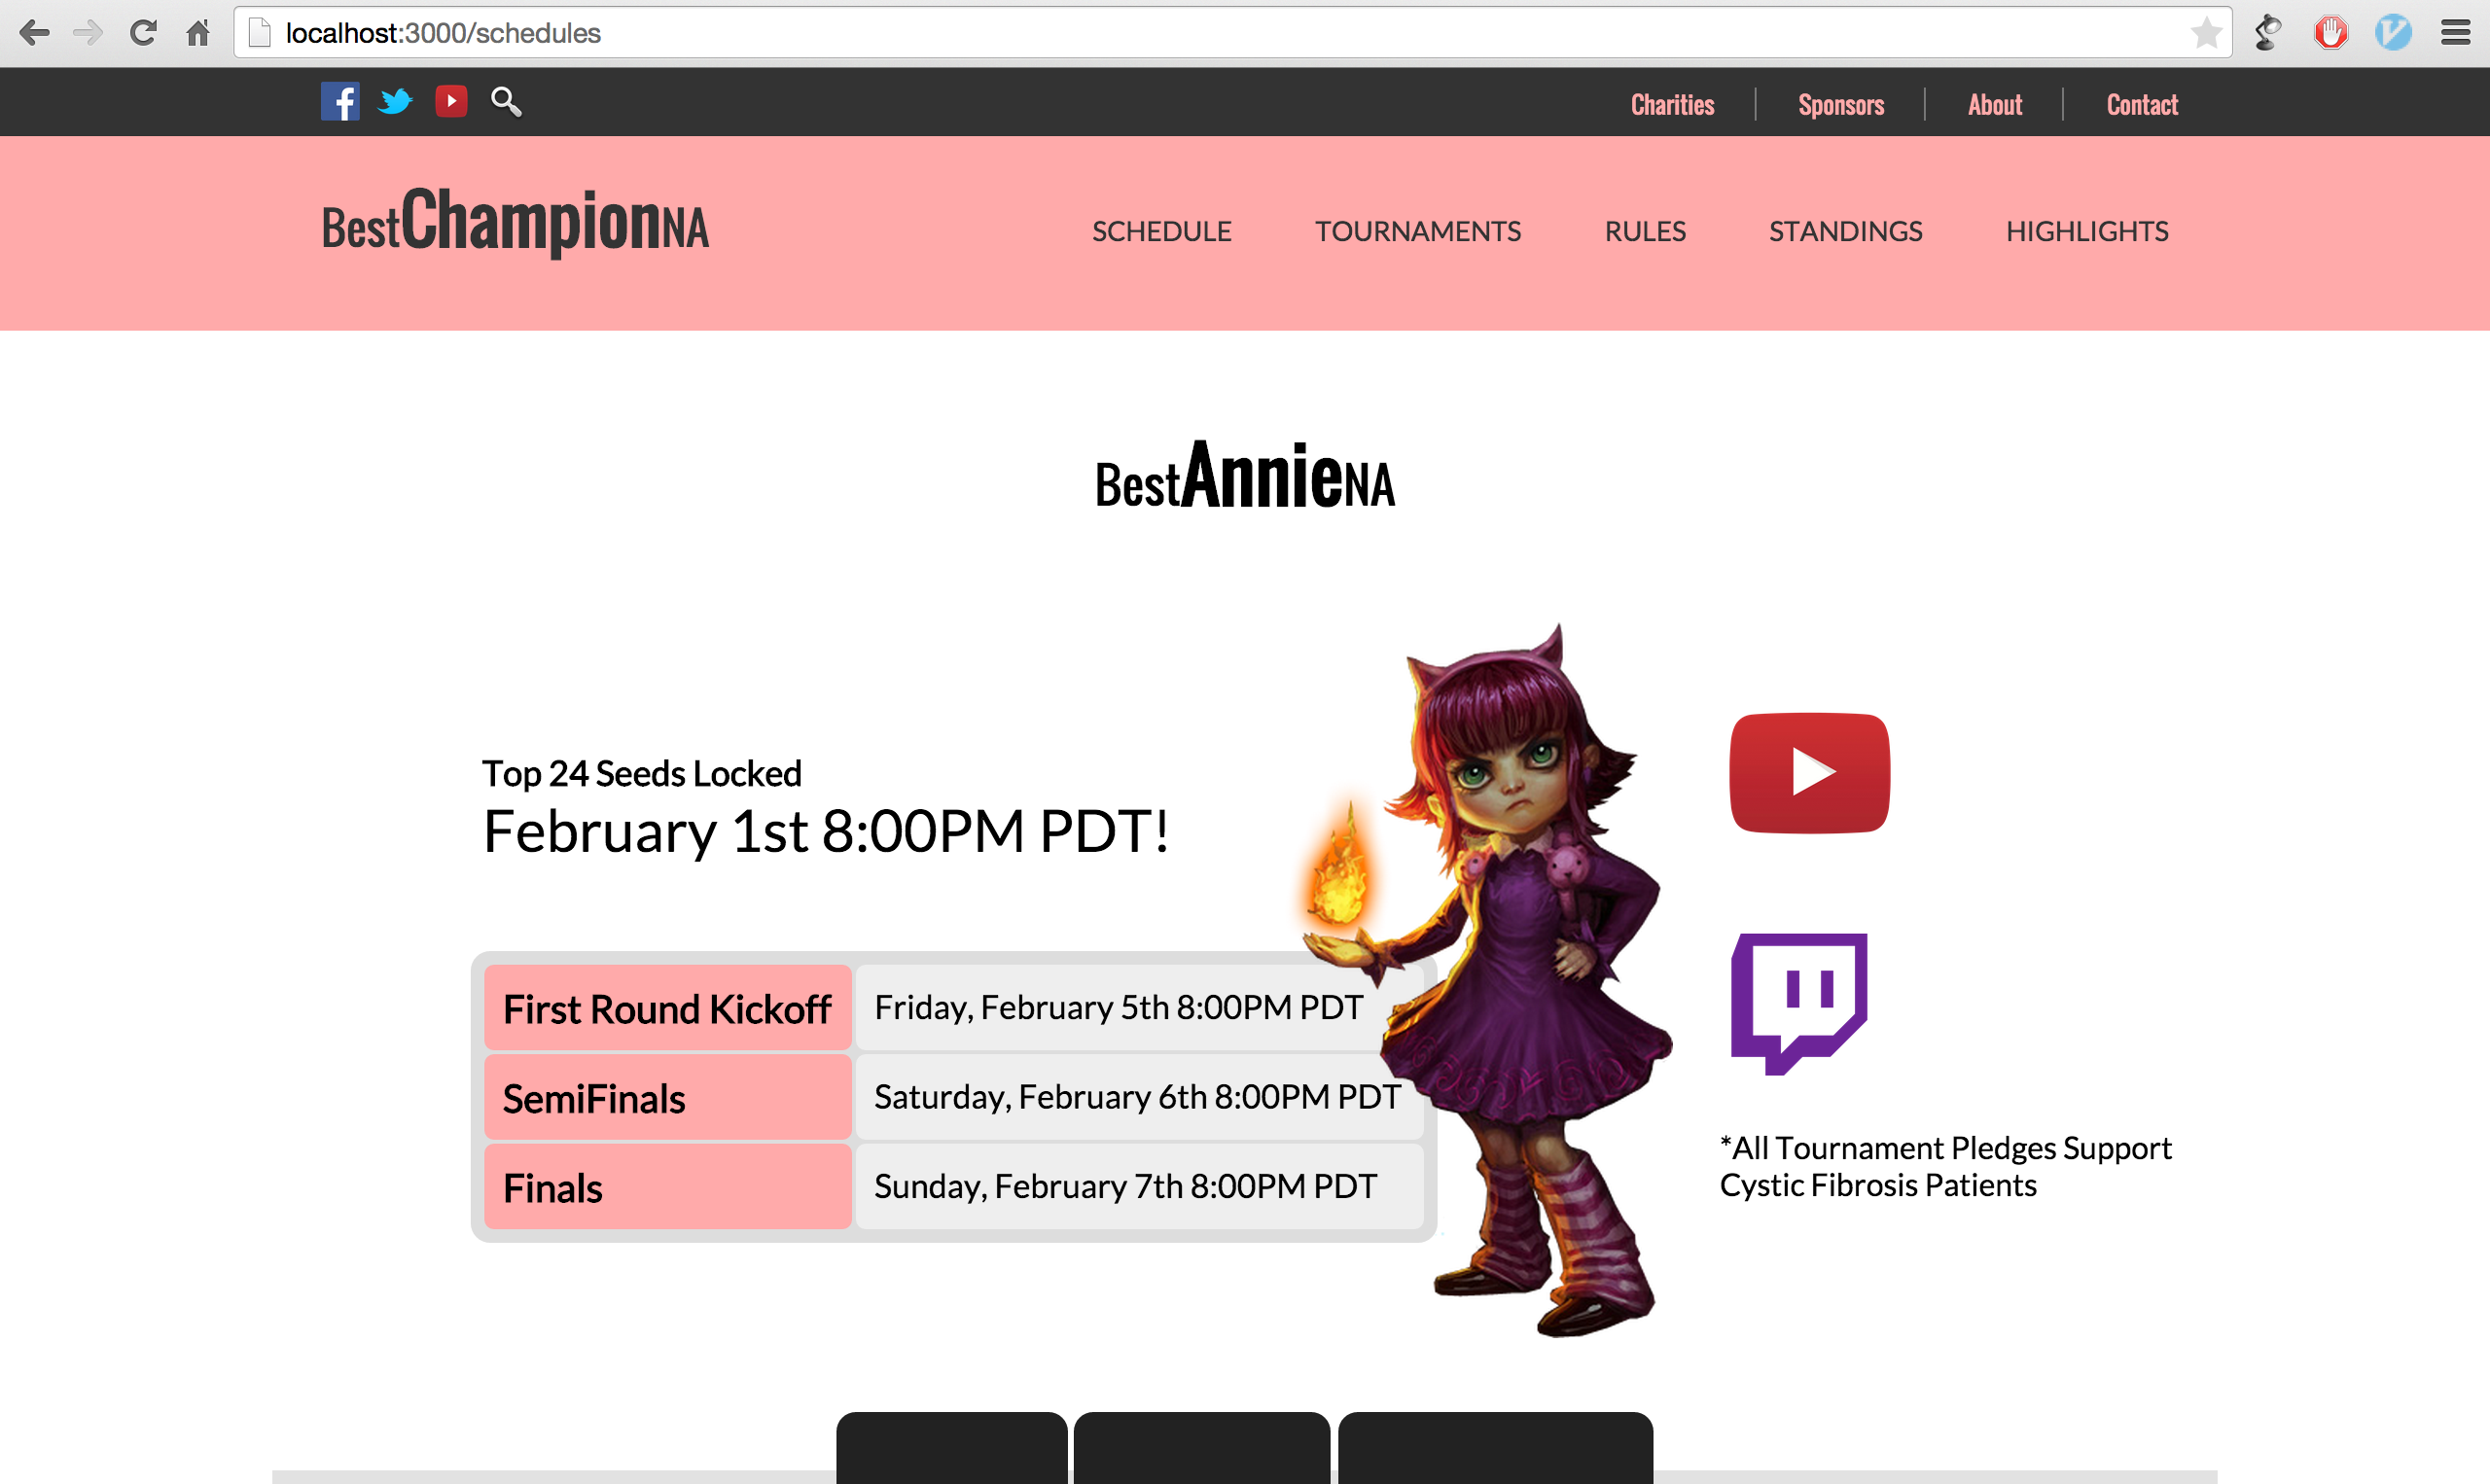 localhost:3000/schedules
Charities
Sponsors
About
Contact
BestChampionNA
SCHEDULE
TOURNAMENTS
RULES
STANDINGS
HIGHLIGHTS
BestAnnieNA
Top 24 Seeds Locked
February 1st 8:00PM PDT!
First Round Kickoff
Friday, February 5th 8:00PM PDT
SemiFinals
Saturday, February 6th 8:00PM PDT
Finals
Sunday, February 7th 8:00PM PDT
*All Tournament Pledges Support
Cystic Fibrosis Patients